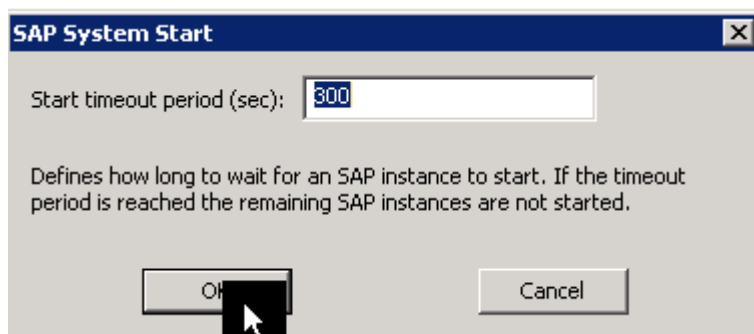 SAP System Start
Start timeout period (sec): 300
Defines how long to wait for an SAP instance to start. If the timeout
period is reached the remaining SAP instances are not started.
Cancel